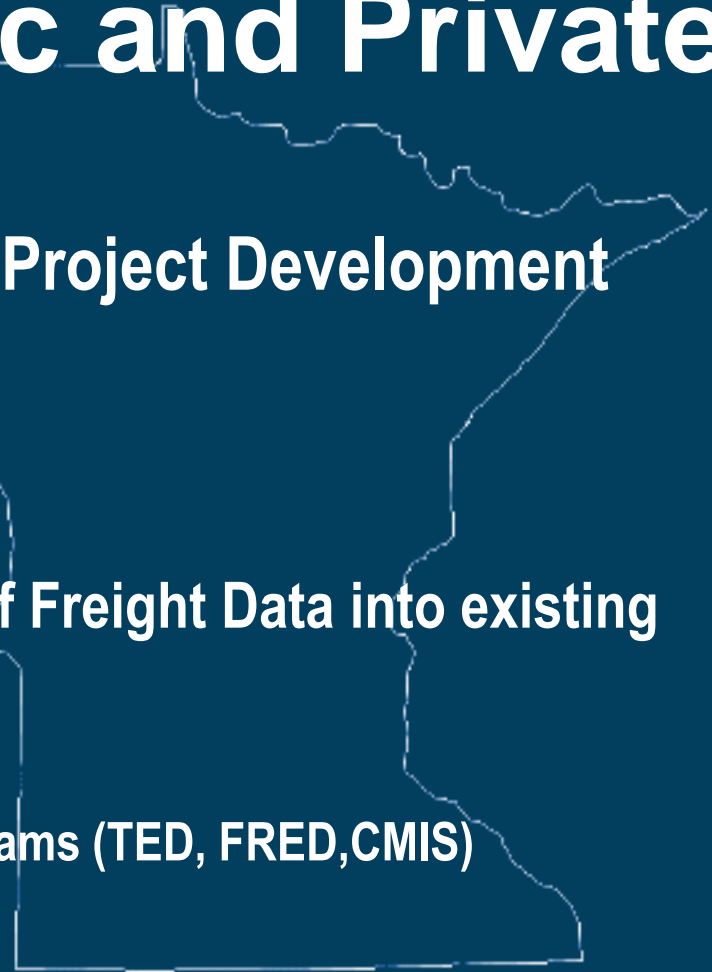 c and Private
Project Development
f Freight Data into existing
ams (TED, FRED,CMIS)